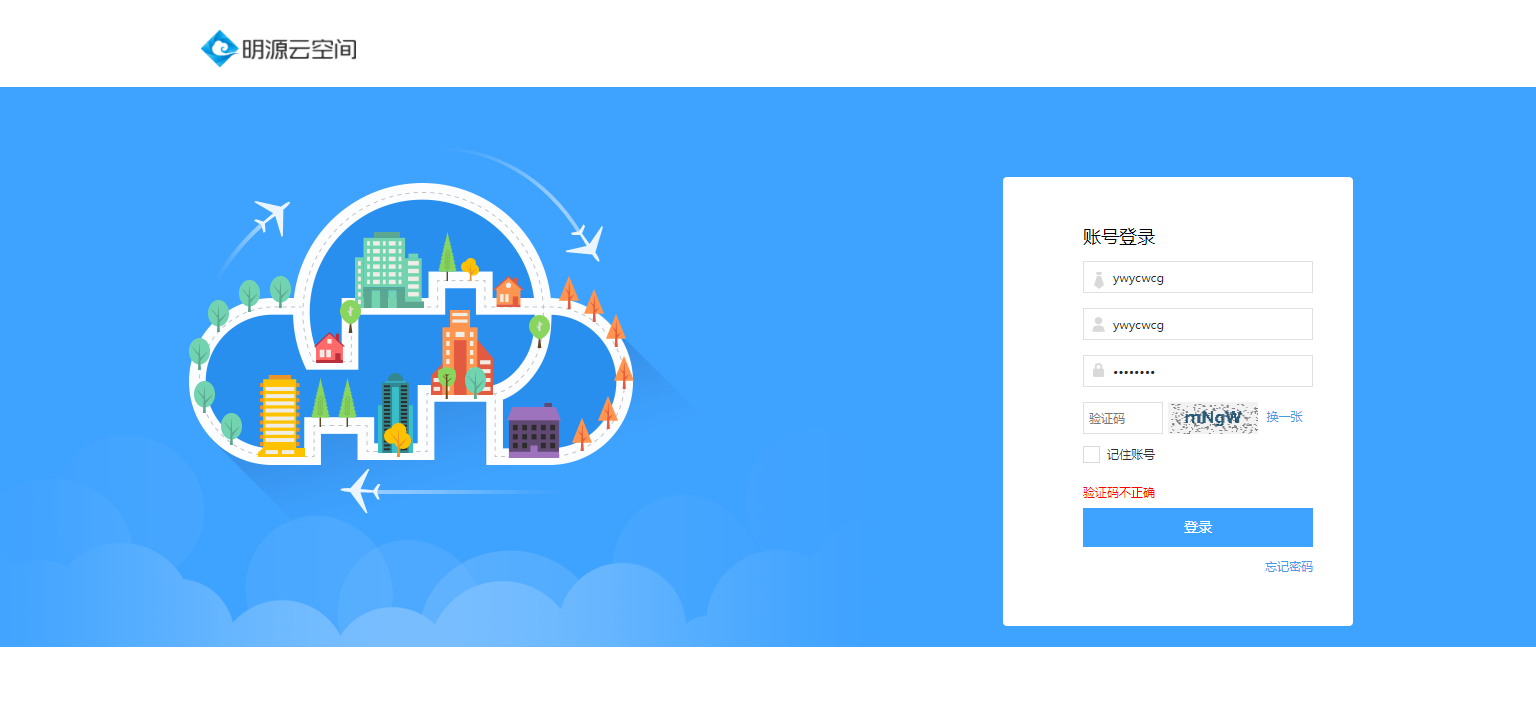 明源云空间
账号登录
ywycwcg
ywycwcg
••••••••
验证码 mNgW 换一张
记住账号
验证码不正确
登录
忘记密码